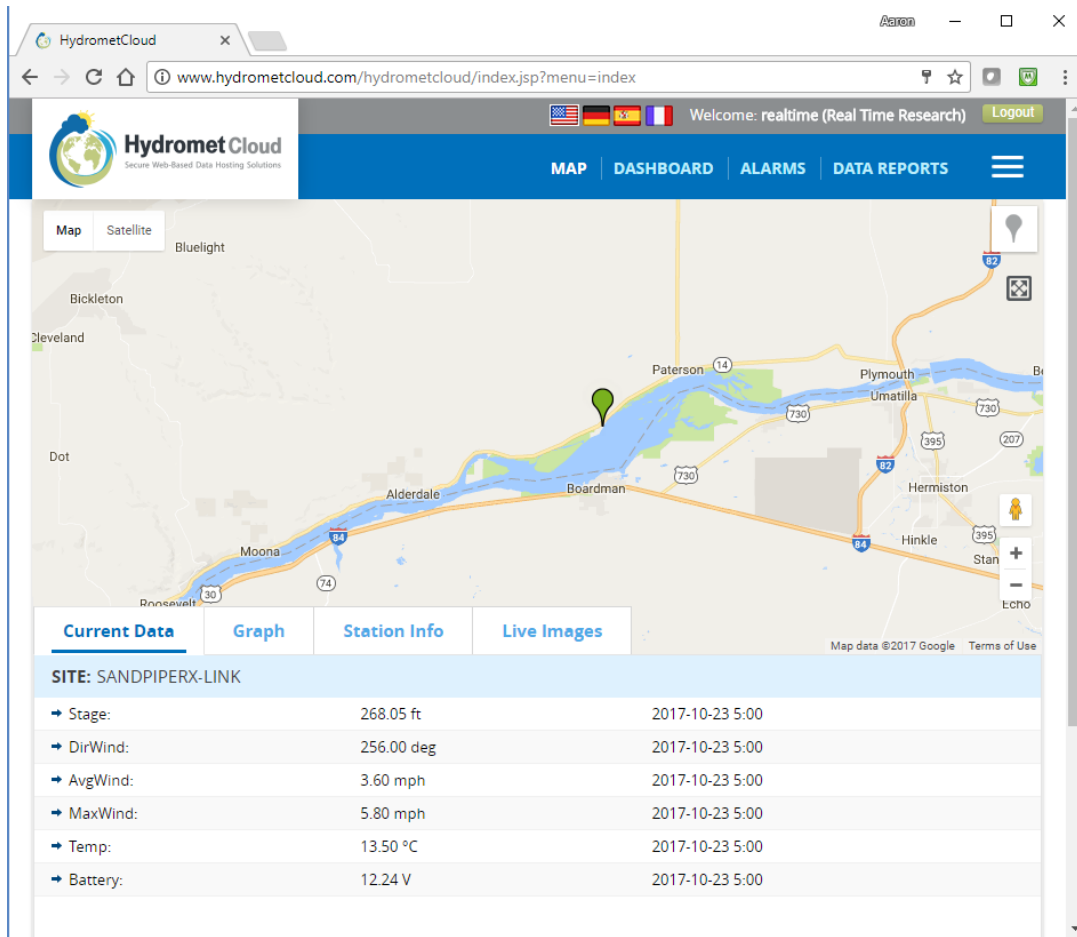 Aaron
HydrometCloud
www.hydrometcloud.com/hydrometcloud/index.jsp?menu=index
Welcome: realtime (Real Time Research) Logout
Hydromet Cloud
Secure Web-Based Data Hosting Solutions
MAP DASHBOARD ALARMS DATA REPORTS
Map Satellite
Bluelight
82
Bickleton
Cleveland
Paterson 14
Plymouth Be
Umatilla
730 730
395 207
Dot
82
730
Alderdale Boardman Hermiston
84 84 Hinkle 395
Moona Stan
74
30
Roosevelt Echo
Current Data Graph Station Info Live Images
Map data ©2017 Google Terms of Use
SITE: SANDPIPERX-LINK
Stage: 268.05 ft 2017-10-23 5:00
DirWind: 256.00 deg 2017-10-23 5:00
AvgWind: 3.60 mph 2017-10-23 5:00
MaxWind: 5.80 mph 2017-10-23 5:00
Temp: 13.50 °C 2017-10-23 5:00
Battery: 12.24 V 2017-10-23 5:00